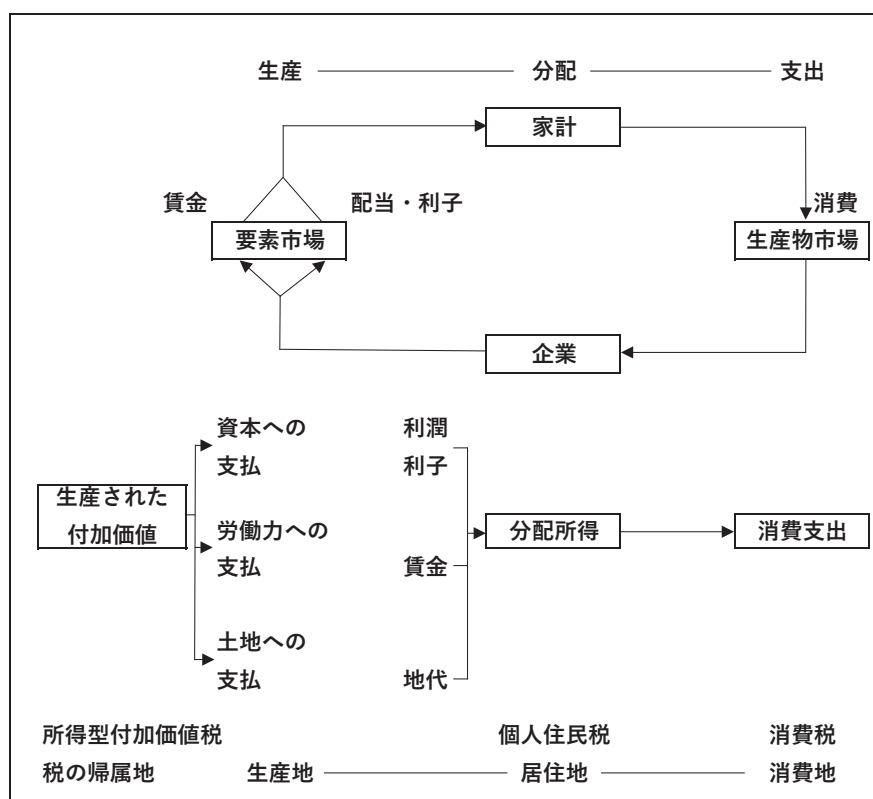 生産 分配 支出
家計
賃金 配当・利子 消費
要素市場 生産物市場
企業
資本への 利潤
支払 利子
生産された
付加価値
労働力への
支払 賃金
分配所得 消費支出
土地への
支払 地代
所得型付加価値税 個人住民税 消費税
税の帰属地 生産地 居住地 消費地